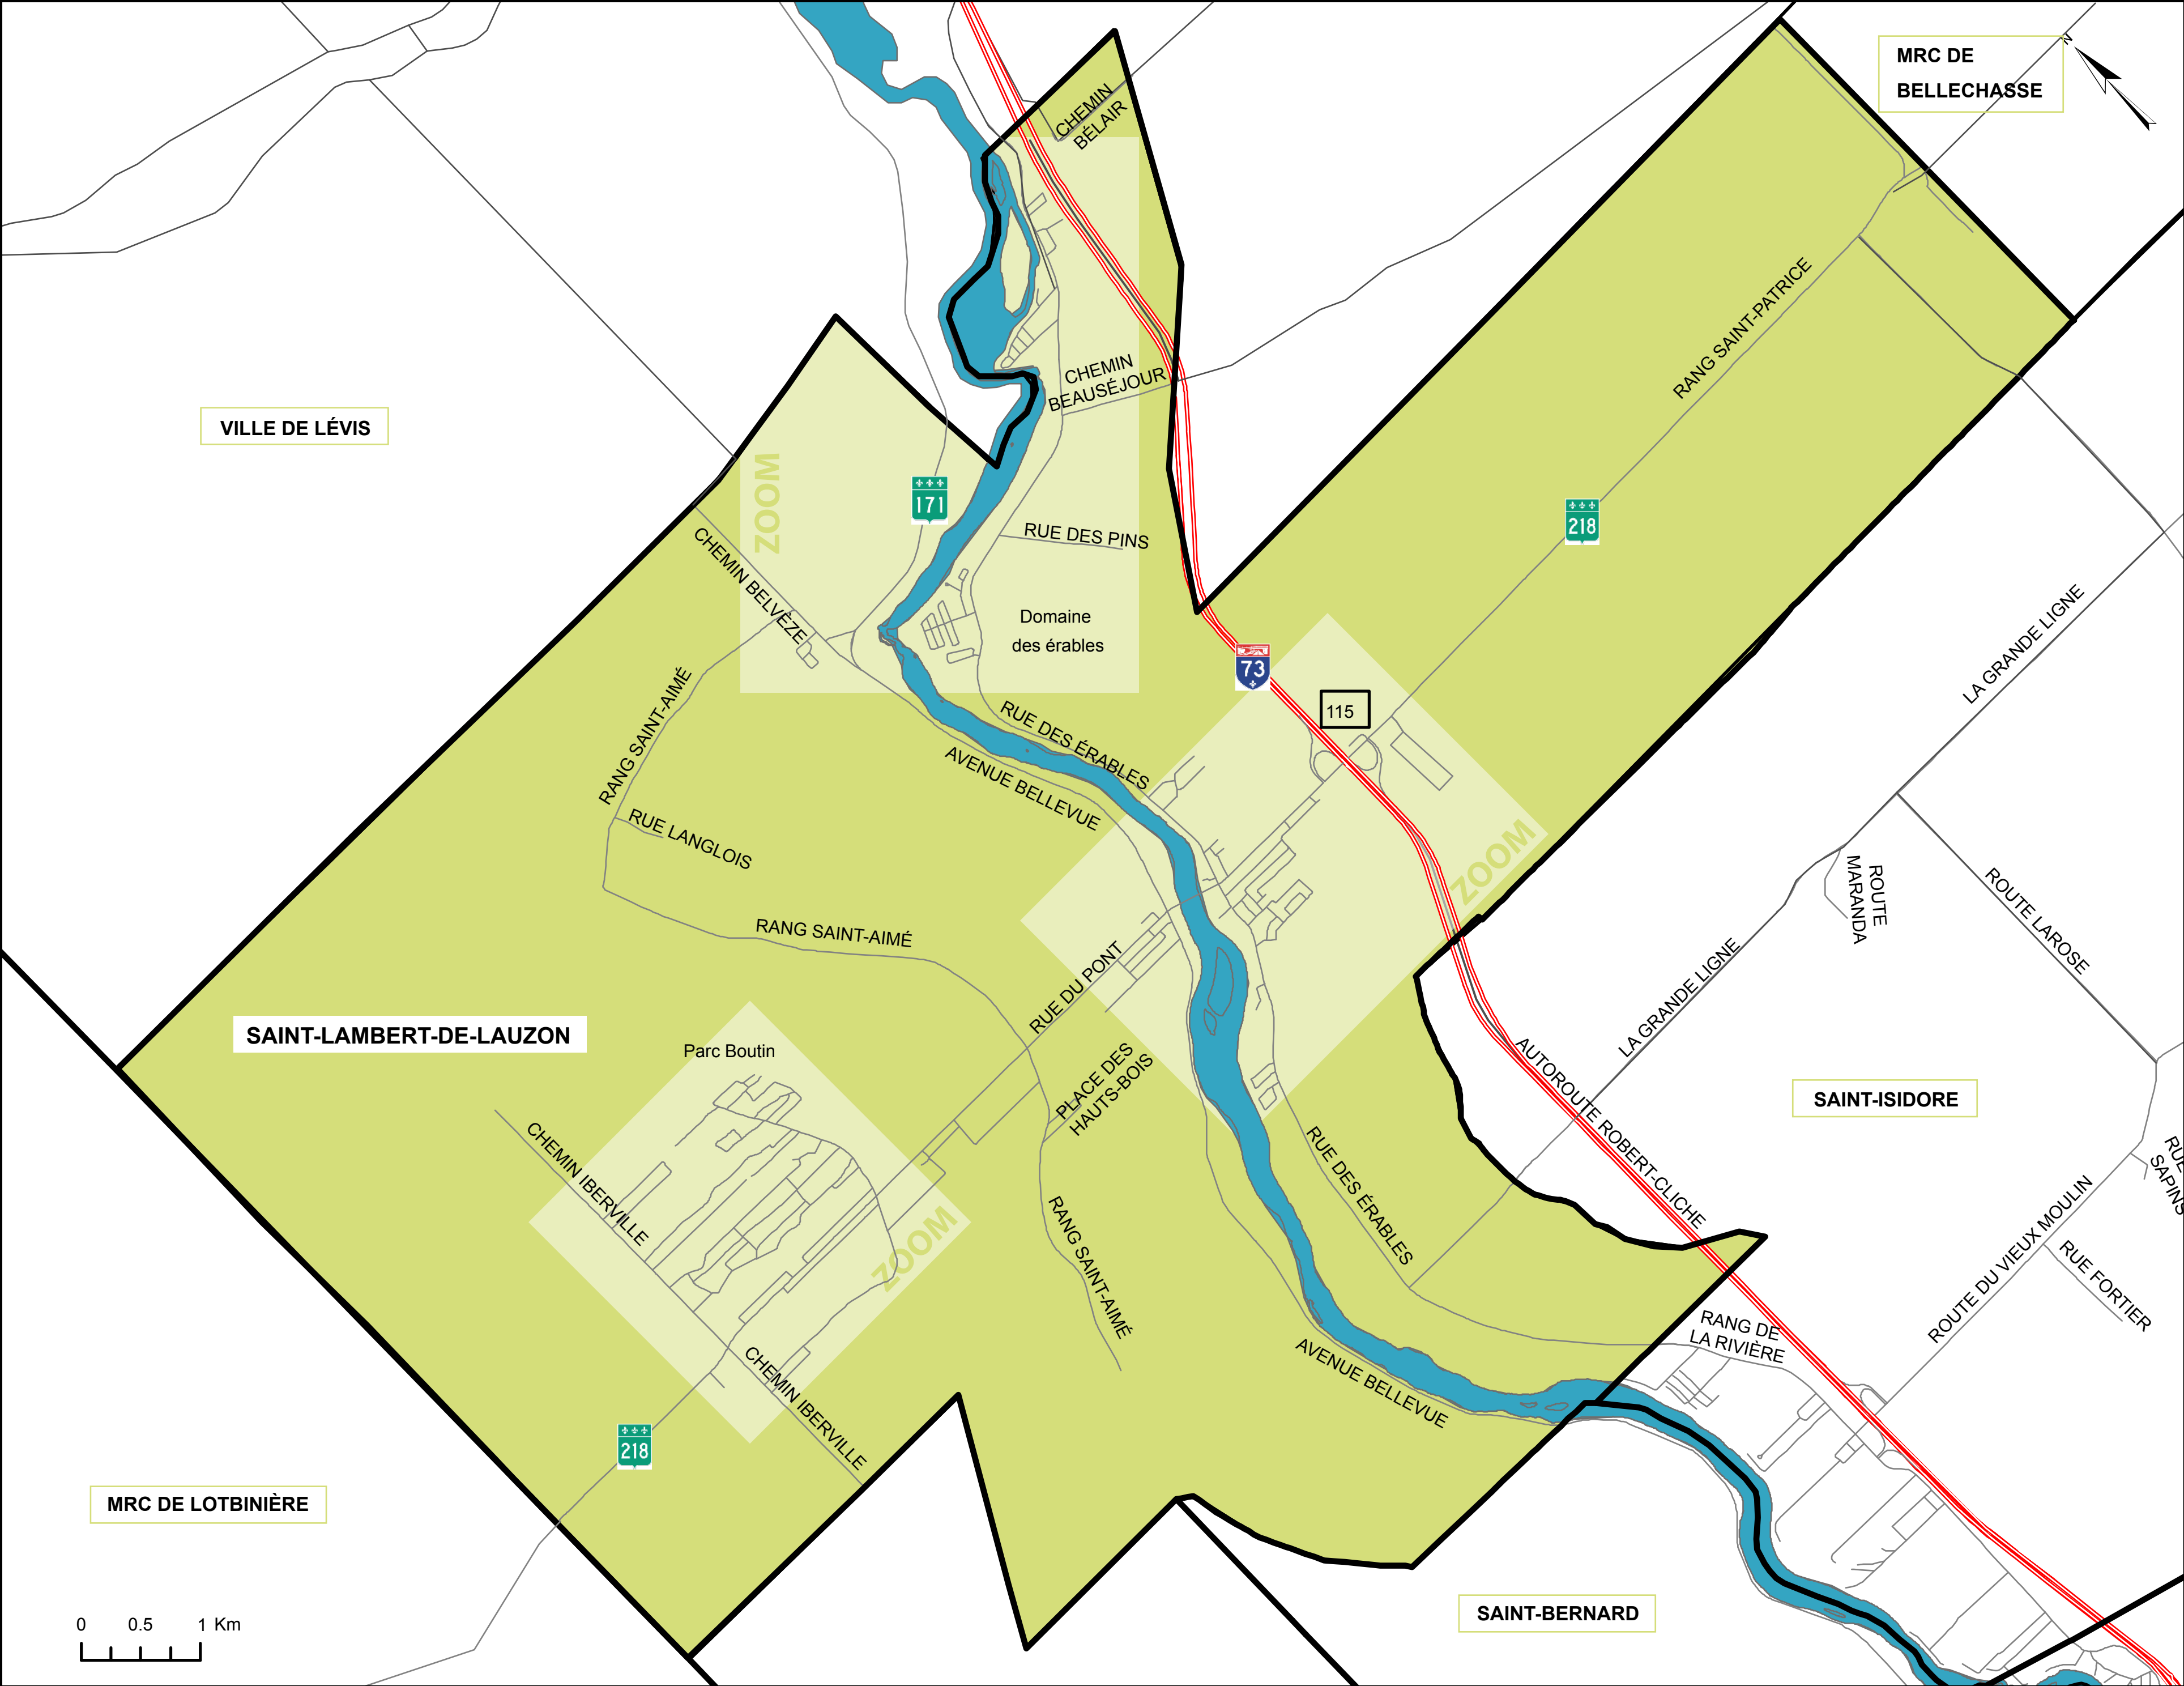 MRC DE
BELLECHASSE
N
CHEMIN
BÉLAIR
VILLE DE LÉVIS
CHEMIN
BEAUSÉJOUR
RANG SAINT-PATRICE
ZOOM
171
218
RUE DES PINS
CHEMIN BELVÈZE
Domaine
des érables
73
115
LA GRANDE LIGNE
RANG SAINT-AIMÉ
RUE DES ÉRABLES
AVENUE BELLEVUE
RUE LANGLOIS
ZOOM
ROUTE
MARANDA
ROUTE LAROSE
RANG SAINT-AIMÉ
RUE DU PONT
LA GRANDE LIGNE
SAINT-LAMBERT-DE-LAUZON
Parc Boutin
PLACE DES
HAUTS-BOIS
AUTOROUTE ROBERT-CLICHE
SAINT-ISIDORE
CHEMIN IBERVILLE
RUE DES ÉRABLES
RUE
SAPINS
ZOOM
RANG SAINT-AIMÉ
ROUTE DU VIEUX MOULIN
RUE FORTIER
RANG DE
LA RIVIÈRE
CHEMIN IBERVILLE
AVENUE BELLEVUE
218
MRC DE LOTBINIÈRE
SAINT-BERNARD
0 0.5 1 Km